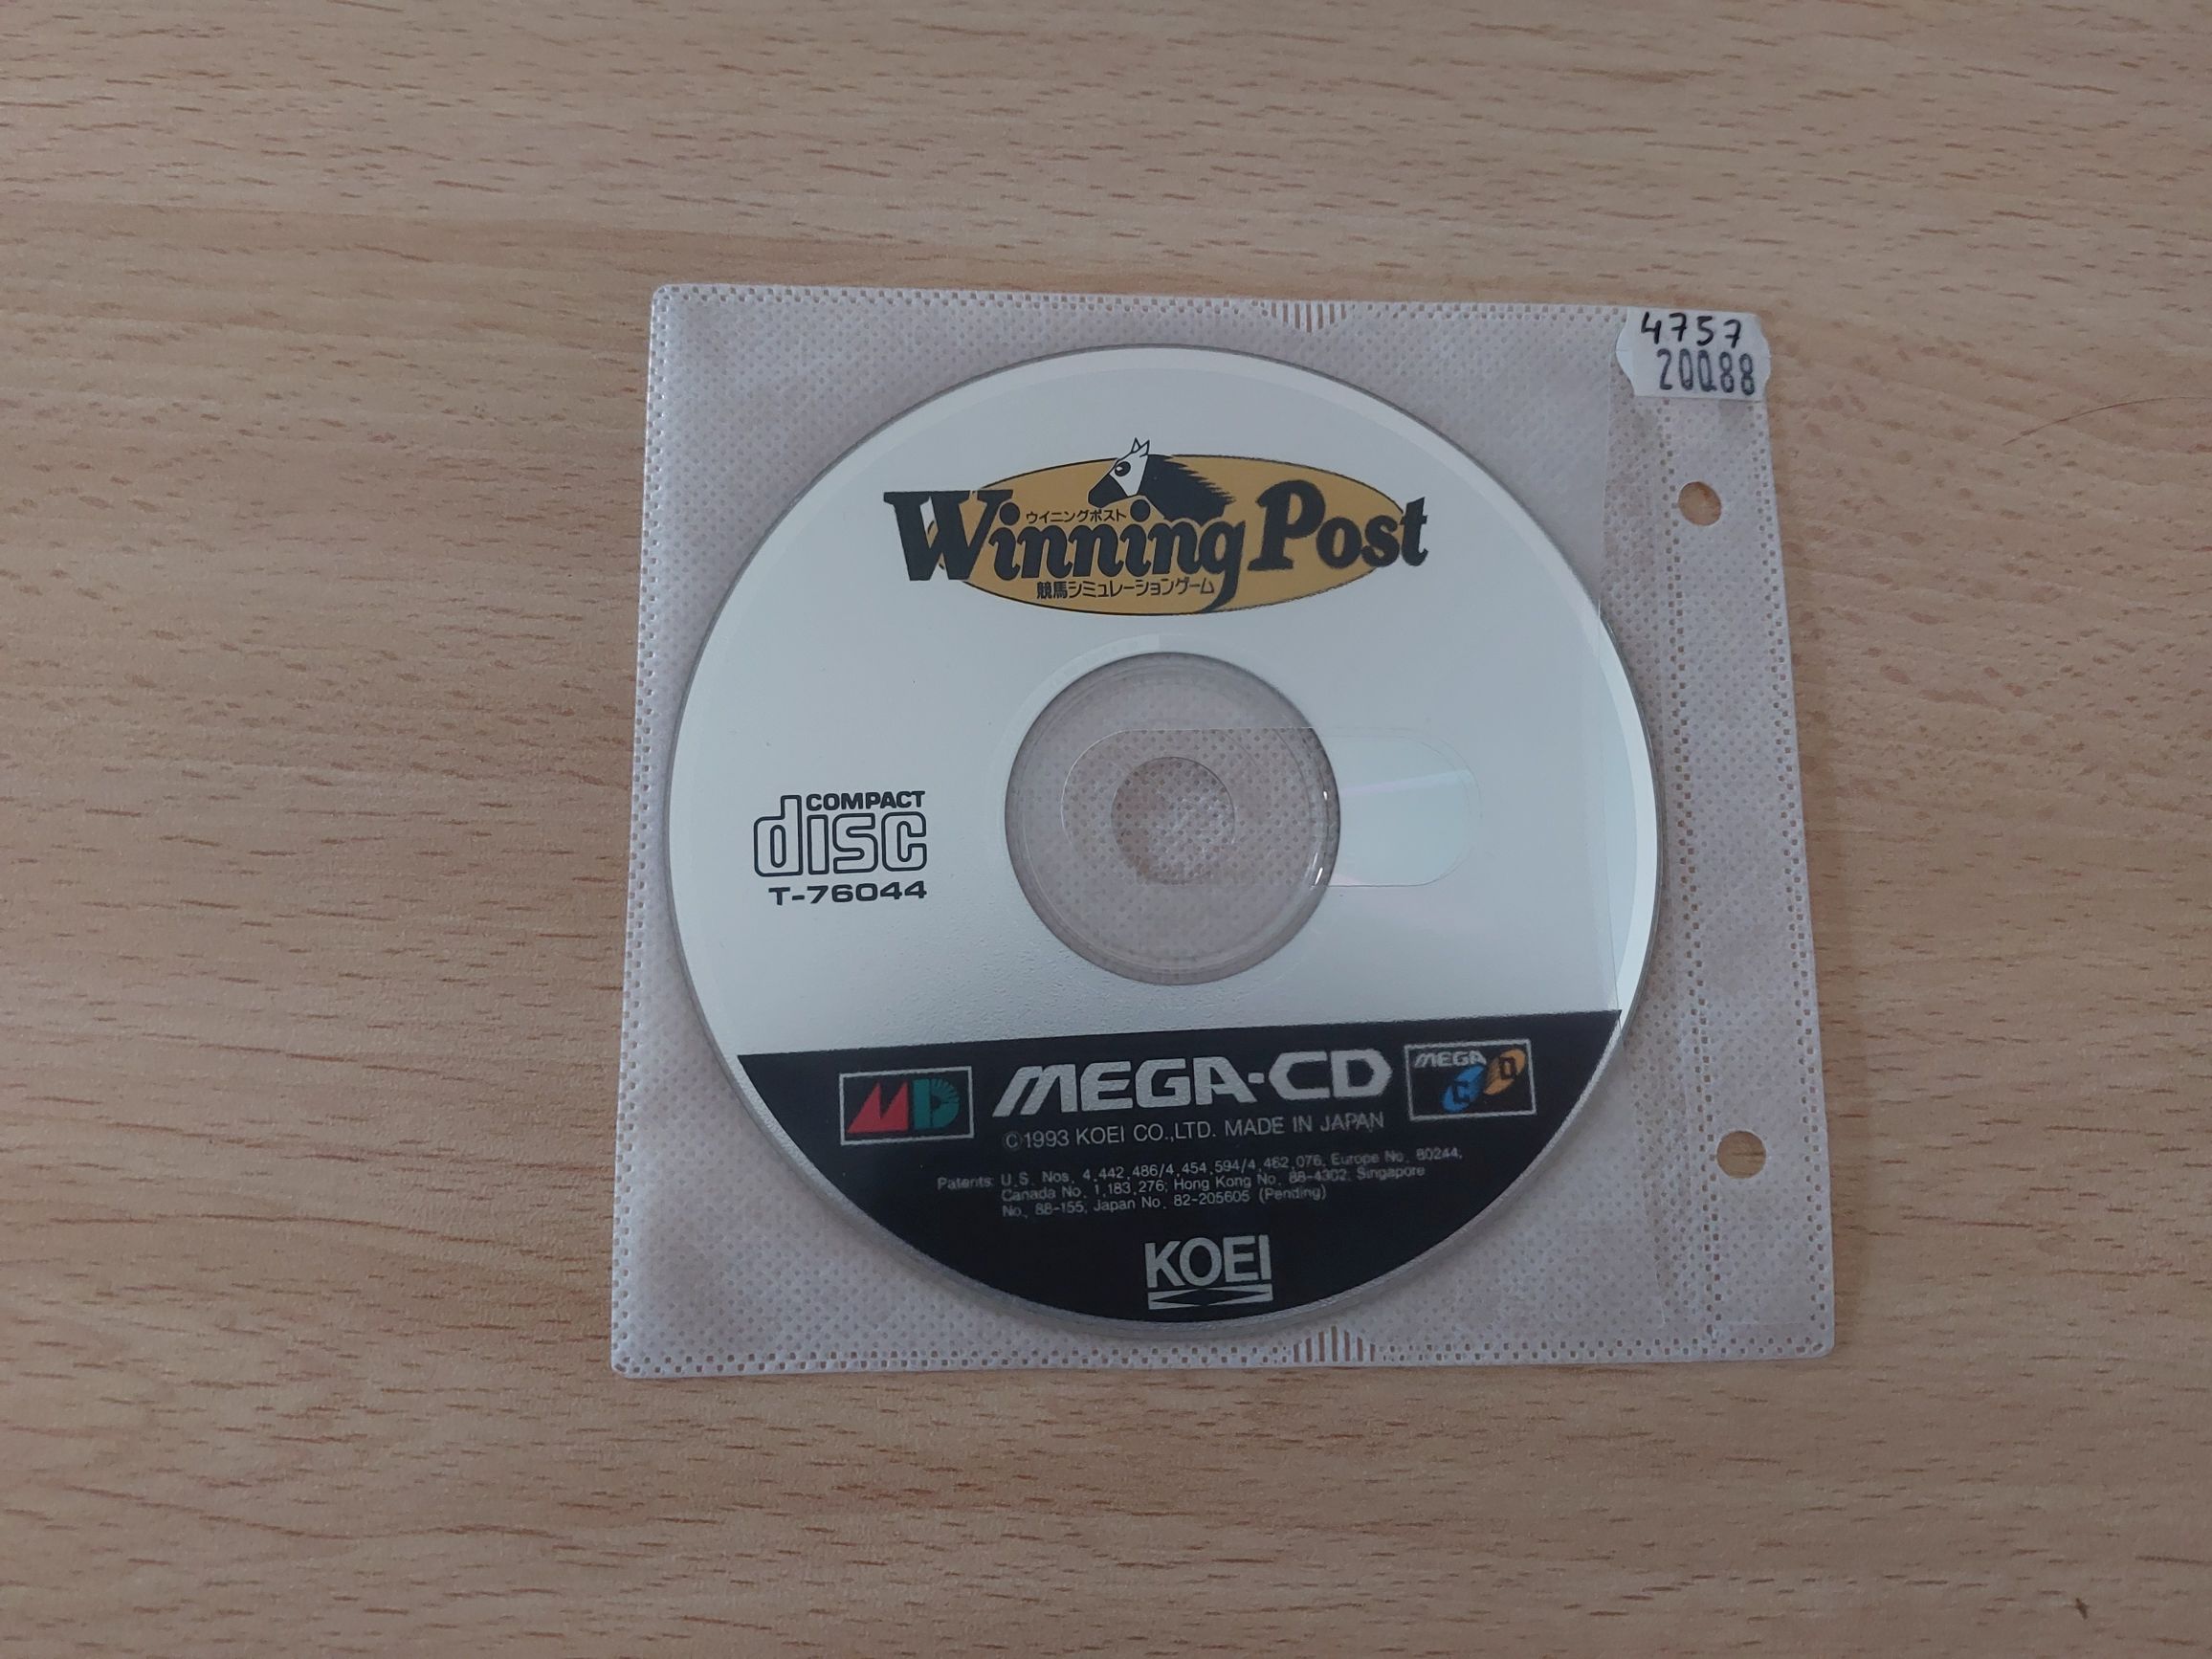 4757
20088
ウイニングポスト
Winning Post
競馬シミュレーションゲーム
COMPACT
disc
T-76044
MD
MEGA-CD
MEGA
CD
©1993 KOEI CO.,LTD. MADE IN JAPAN
Patents: U.S. Nos. 4,442,486/4,454,594/4,462,076; Europe No. 80244;
Canada No. 1,183,276; Hong Kong No. 88-4302; Singapore
No. 88-155; Japan No. 82-205605 (Pending)
KOEI